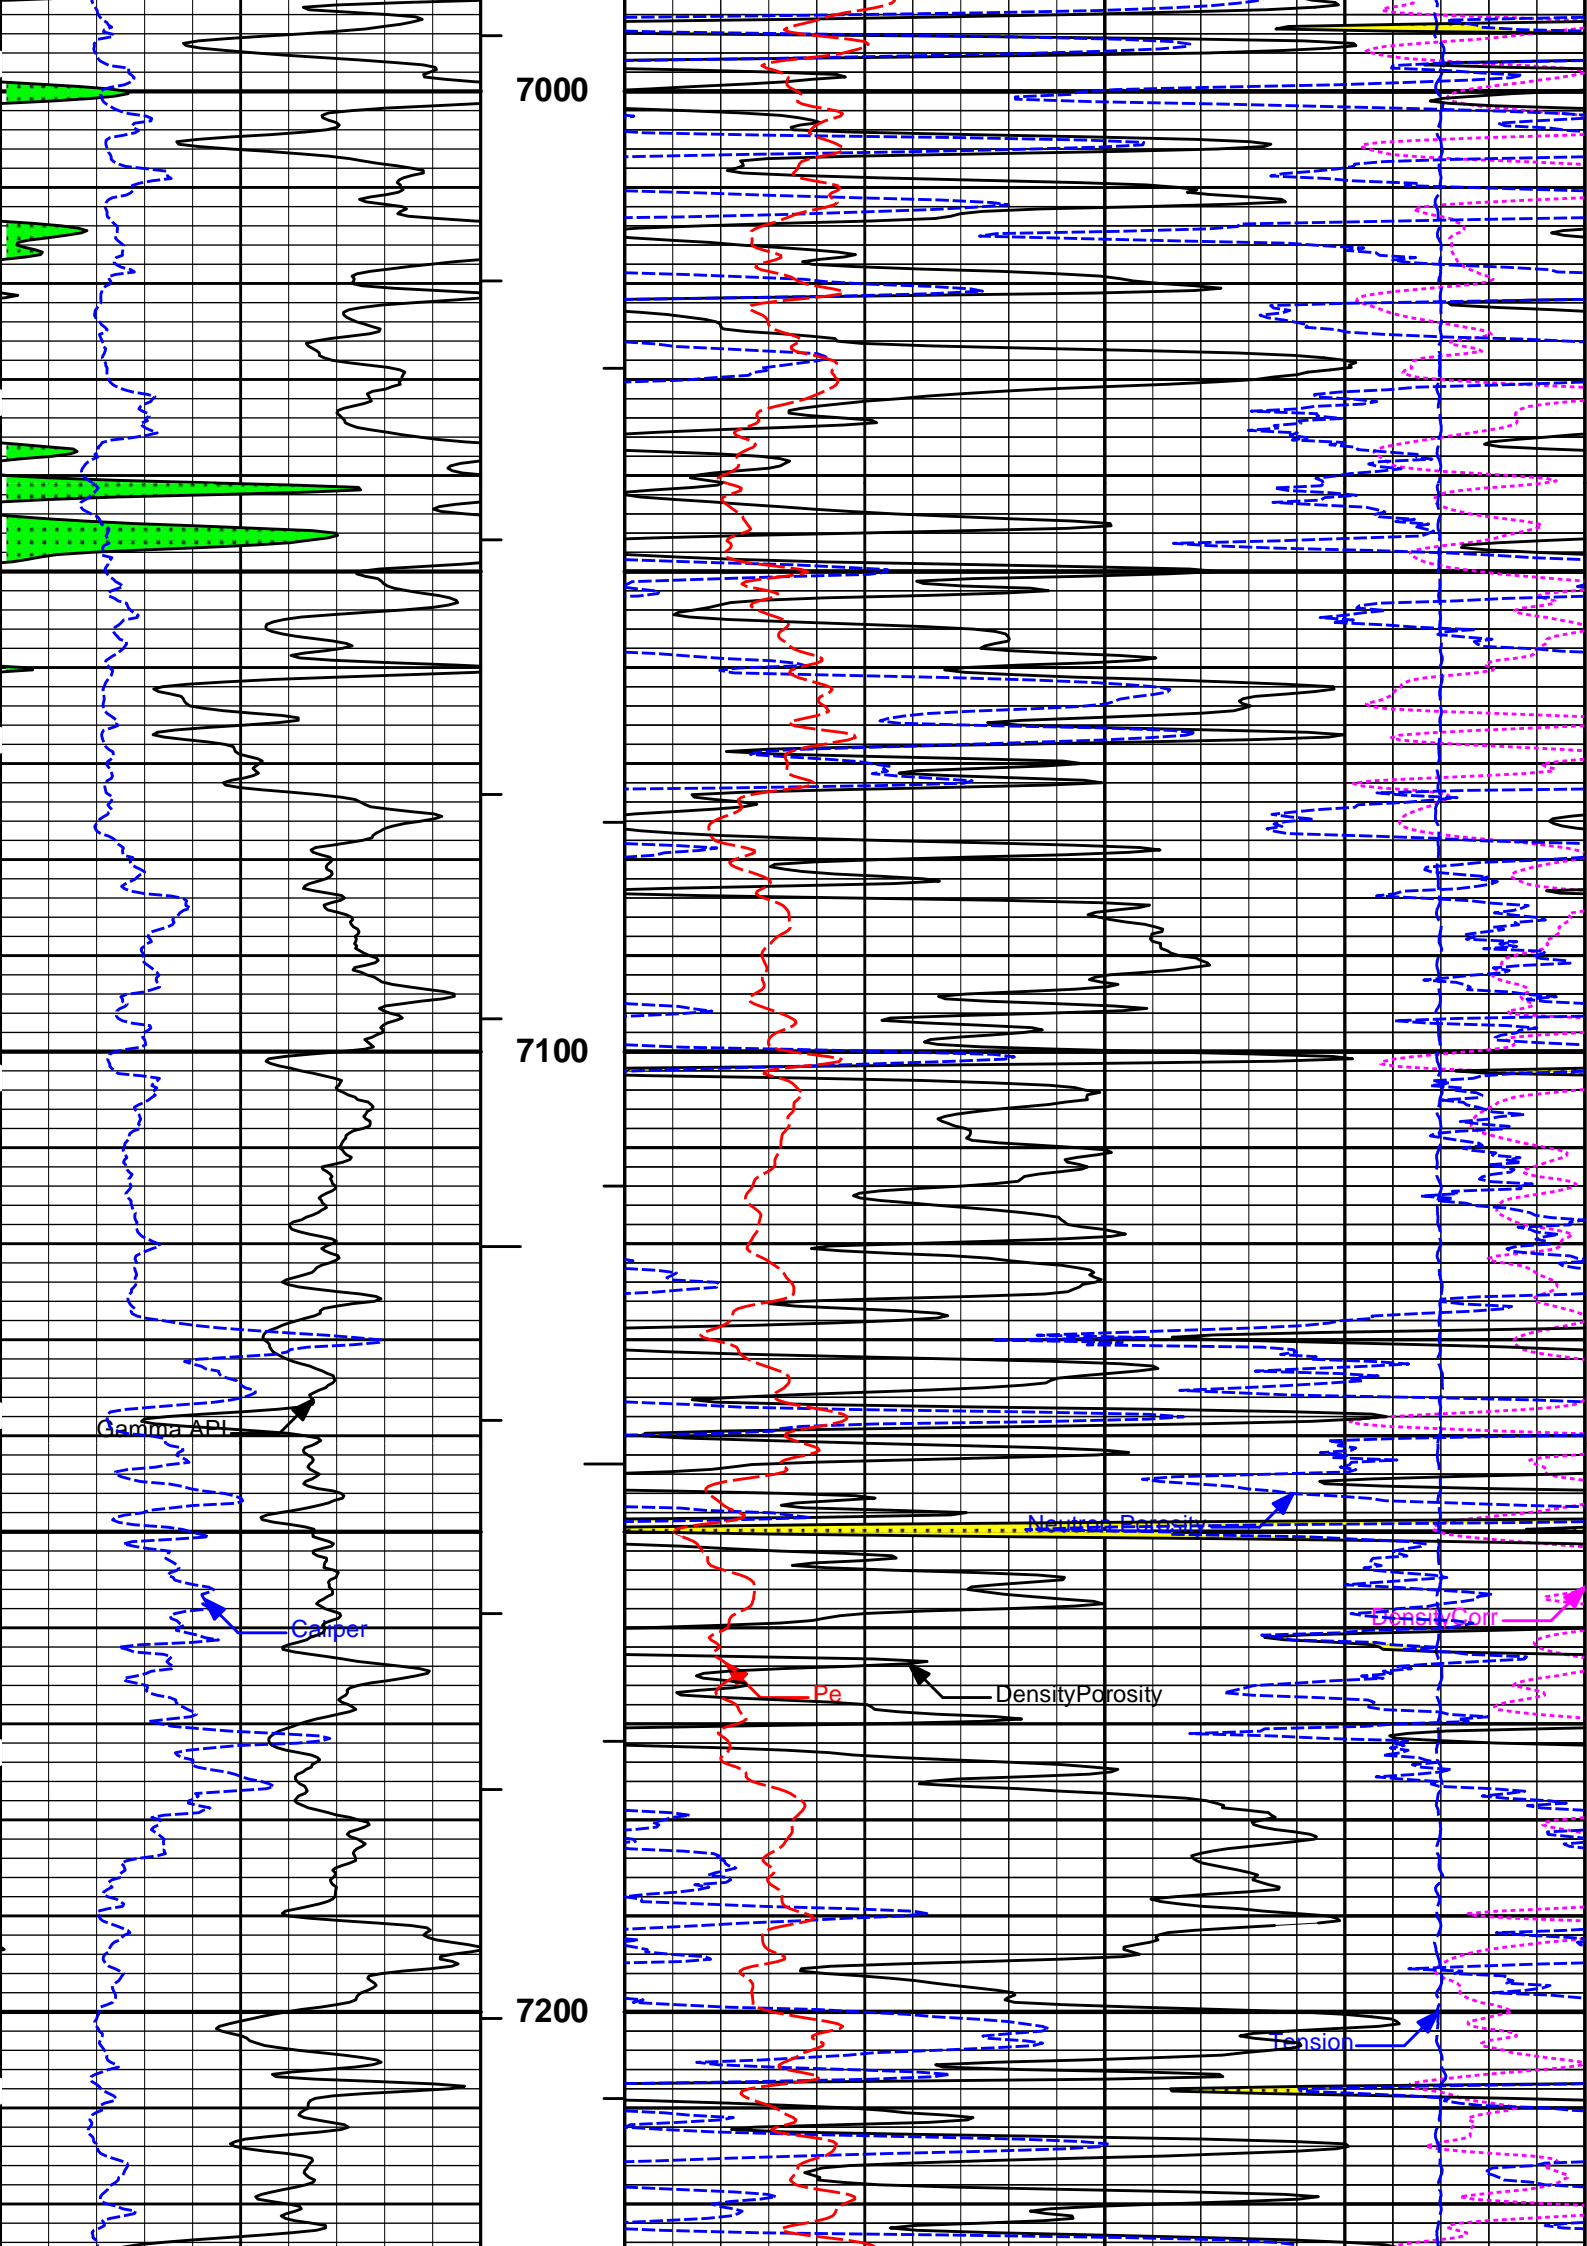 7000
7100
Gamma API
Neutron Porosity
DensityCorr
Caliper
Pe
DensityPorosity
7200
Tension